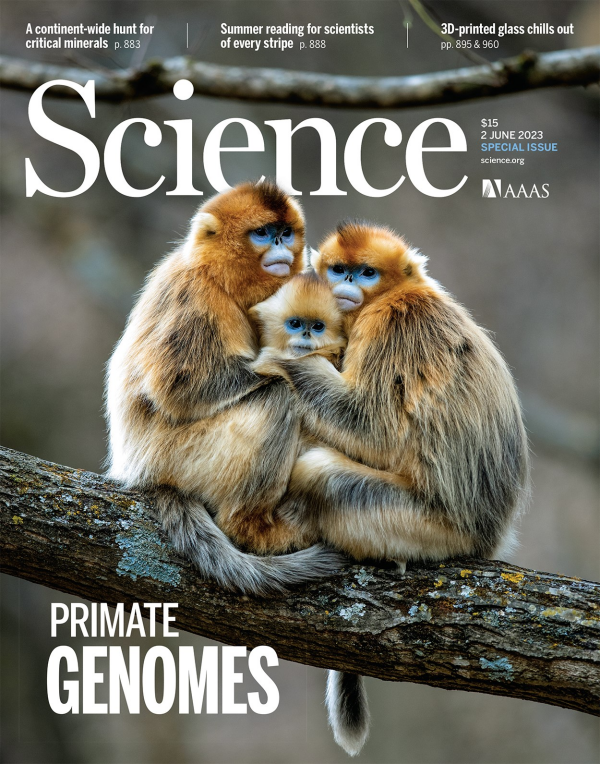 A continent-wide hunt for
critical minerals p. 883
Summer reading for scientists
of every stripe p. 888
3D-printed glass chills out
pp. 895 & 960
Science
$15
2 JUNE 2023
SPECIAL ISSUE
science.org
AAAS
PRIMATE
GENOMES